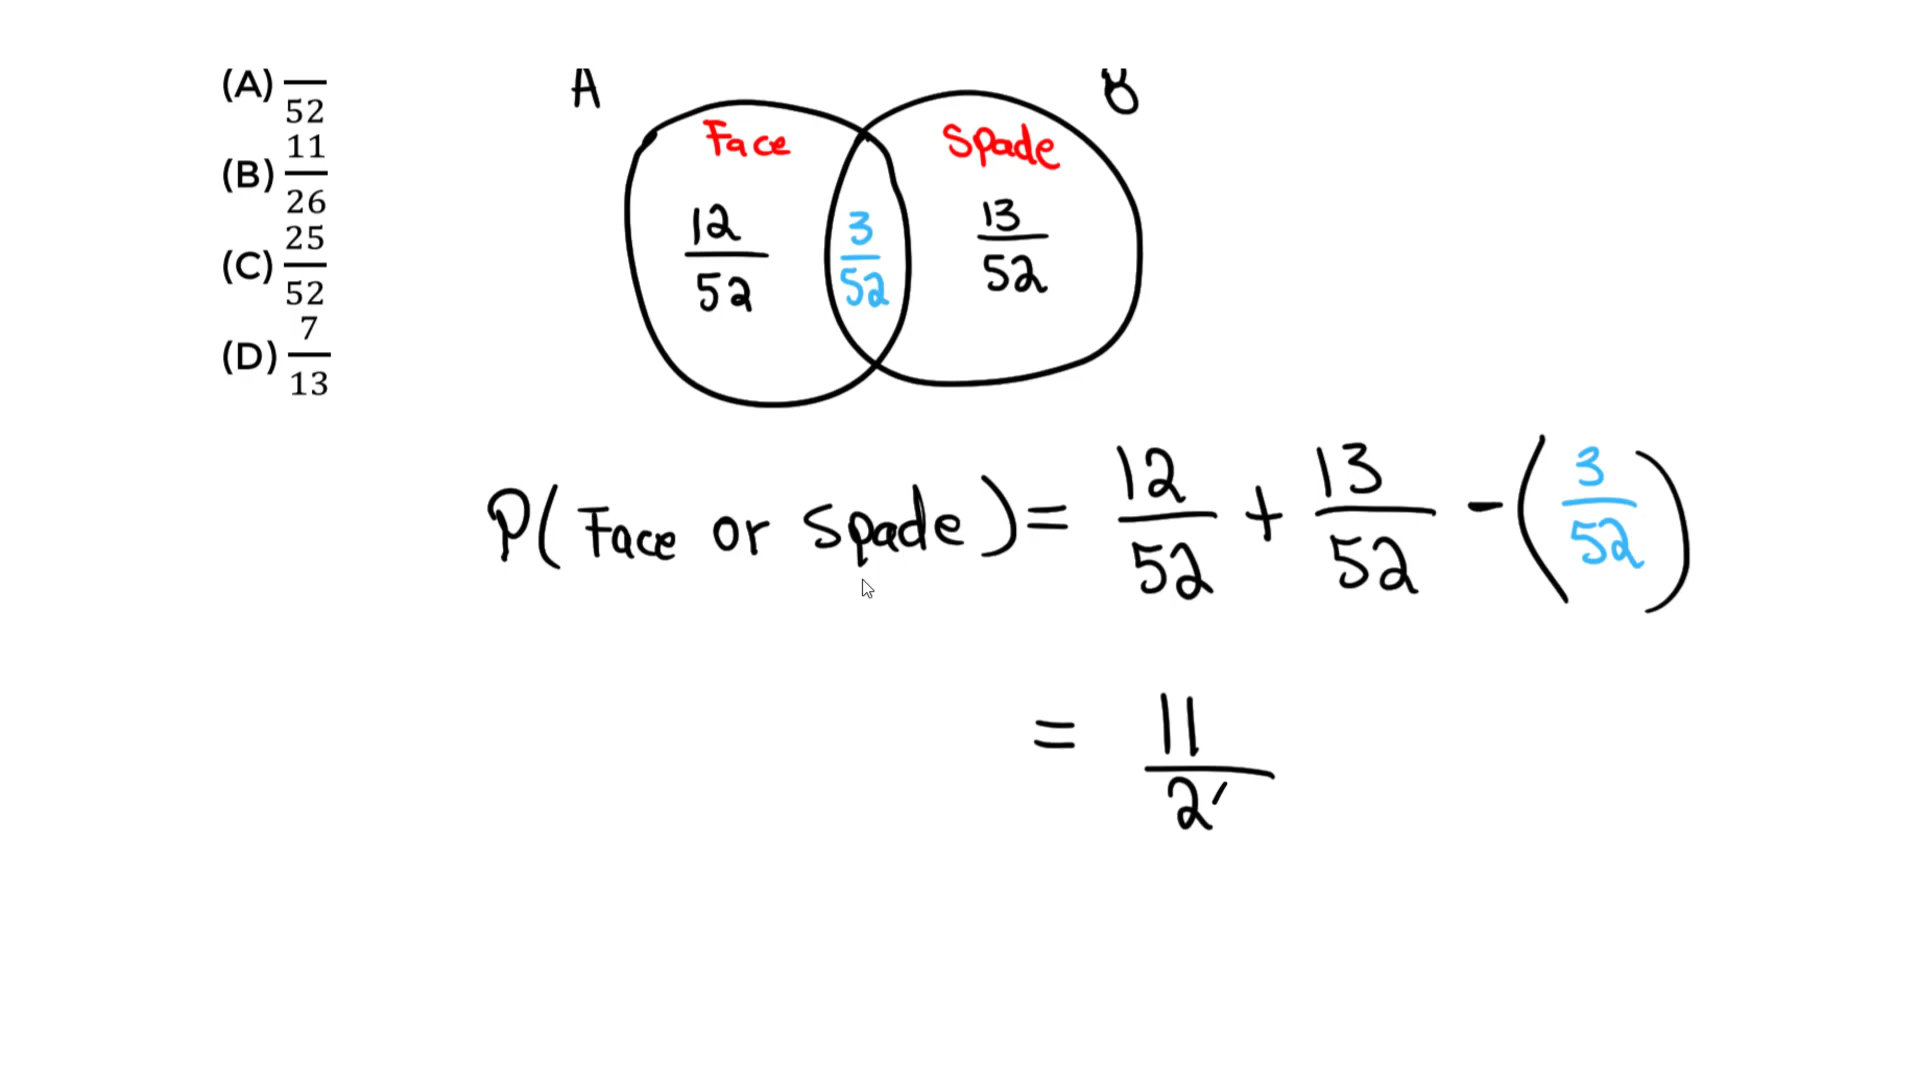 (A) /52
(B) 11/26
(C) 25/52
(D) 7/13
A B
Face Spade
12/52 3/52 13/52
P(Face or Spade) = 12/52 + 13/52 - (3/52)
= 11/2